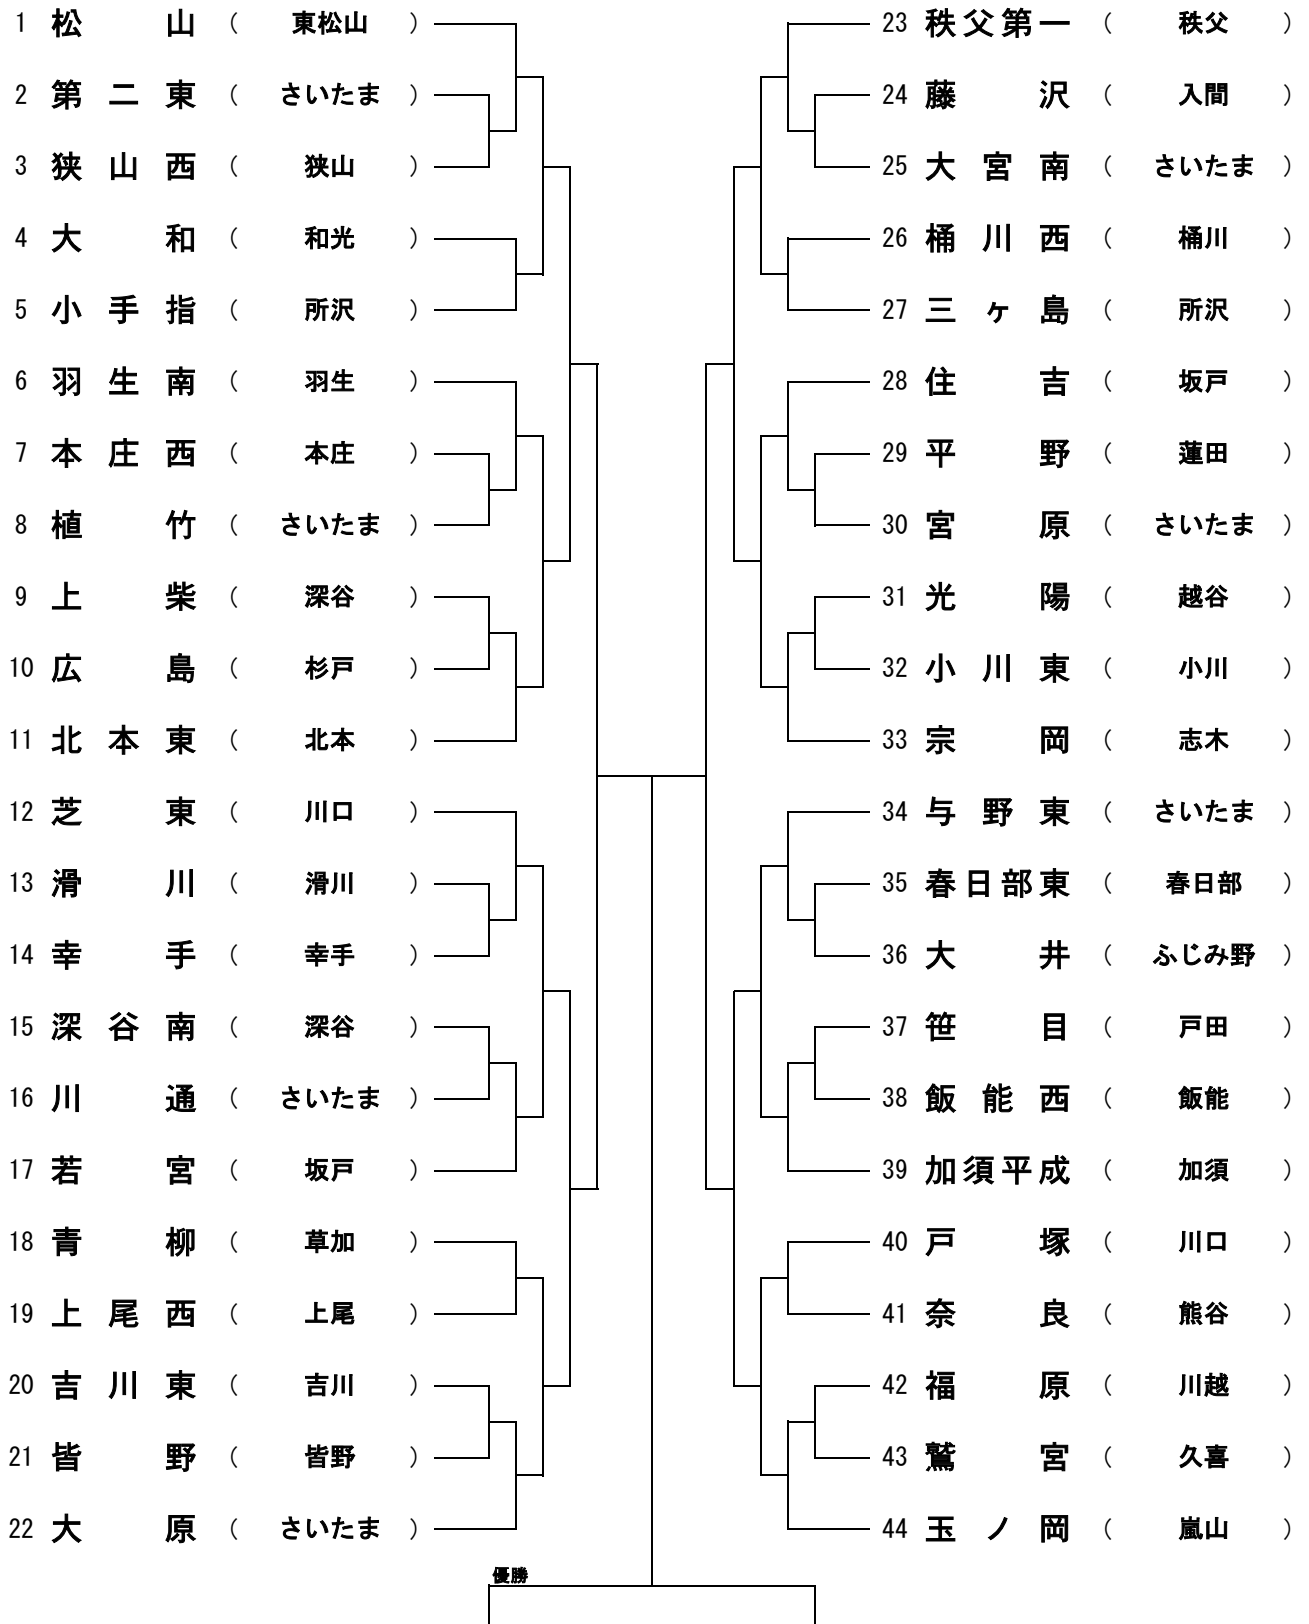 1 松山 （ 東松山 ）
2 第二東 （ さいたま ）
3 狭山西 （ 狭山 ）
4 大和 （ 和光 ）
5 小手指 （ 所沢 ）
6 羽生南 （ 羽生 ）
7 本庄西 （ 本庄 ）
8 植竹 （ さいたま ）
9 上柴 （ 深谷 ）
10 広島 （ 杉戸 ）
11 北本東 （ 北本 ）
12 芝東 （ 川口 ）
13 滑川 （ 滑川 ）
14 幸手 （ 幸手 ）
15 深谷南 （ 深谷 ）
16 川通 （ さいたま ）
17 若宮 （ 坂戸 ）
18 青柳 （ 草加 ）
19 上尾西 （ 上尾 ）
20 吉川東 （ 吉川 ）
21 皆野 （ 皆野 ）
22 大原 （ さいたま ）
23 秩父第一 （ 秩父 ）
24 藤沢 （ 入間 ）
25 大宮南 （ さいたま ）
26 桶川西 （ 桶川 ）
27 三ヶ島 （ 所沢 ）
28 住吉 （ 坂戸 ）
29 平野 （ 蓮田 ）
30 宮原 （ さいたま ）
31 光陽 （ 越谷 ）
32 小川東 （ 小川 ）
33 宗岡 （ 志木 ）
34 与野東 （ さいたま ）
35 春日部東 （ 春日部 ）
36 大井 （ ふじみ野 ）
37 笹目 （ 戸田 ）
38 飯能西 （ 飯能 ）
39 加須平成 （ 加須 ）
40 戸塚 （ 川口 ）
41 奈良 （ 熊谷 ）
42 福原 （ 川越 ）
43 鷲宮 （ 久喜 ）
44 玉ノ岡 （ 嵐山 ）
優勝